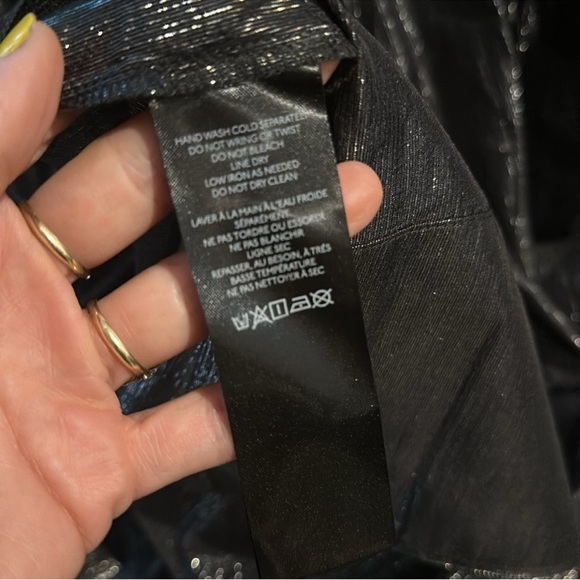 HAND WASH COLD SEPARATELY
DO NOT WRING OR TWIST
DO NOT BLEACH
LINE DRY
LOW IRON AS NEEDED
DO NOT DRY CLEAN
LAVER À LA MAIN À L'EAU FROIDE
SÉPARÉMENT.
NE PAS TORDRE OU ESSORER
NE PAS BLANCHIR
LIGNE SEC
REPASSER, AU BESOIN, À TRÈS
BASSE TEMPÉRATURE
NE PAS NETTOYER À SEC